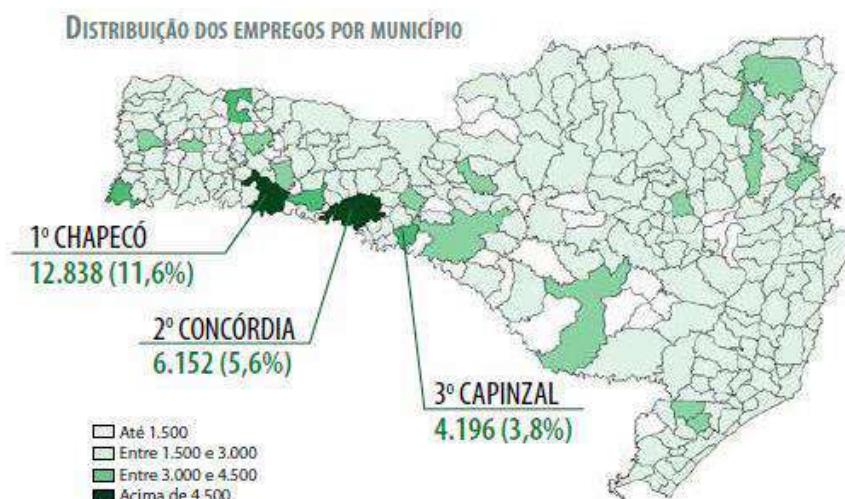 DISTRIBUIÇÃO DOS EMPREGOS POR MUNICÍPIO
1º CHAPECÓ
12.838 (11,6%)
2º CONCÓRDIA
6.152 (5,6%)
3º CAPINZAL
4.196 (3,8%)
Até 1.500
Entre 1.500 e 3.000
Entre 3.000 e 4.500
Acima de 4.500